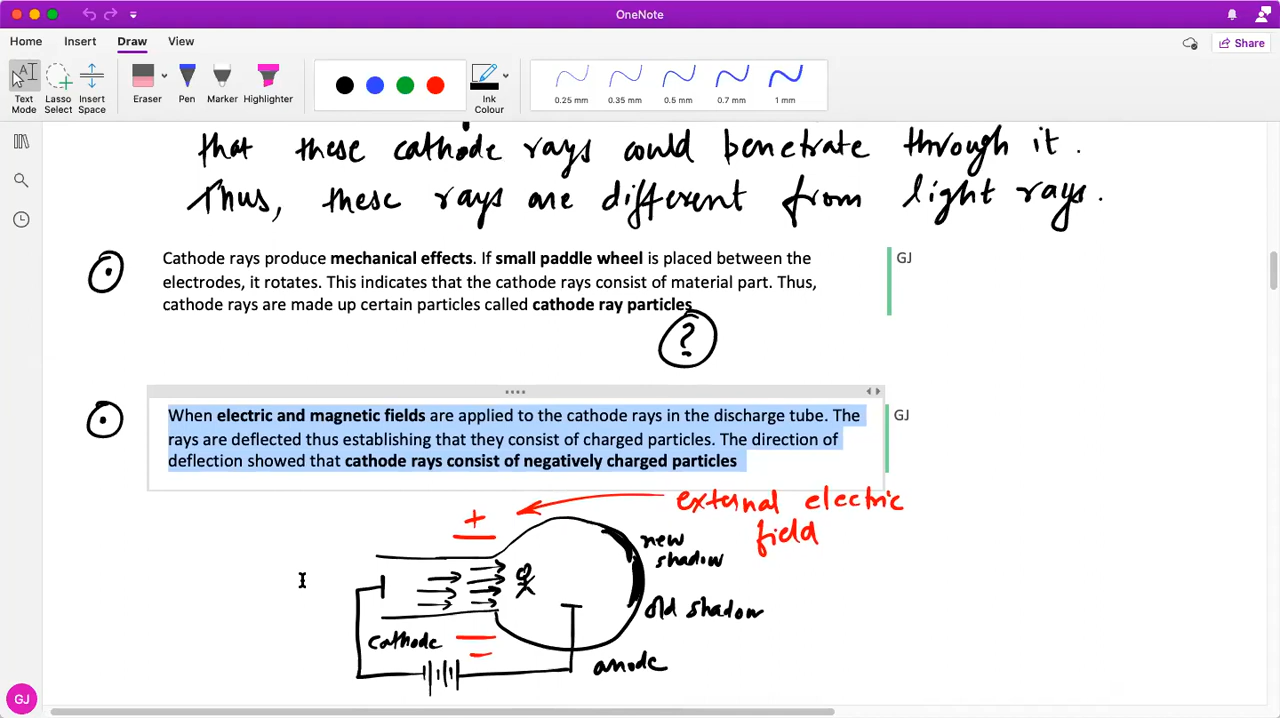 OneNote
Home Insert Draw View
Share
Text Mode
Lasso Select
Insert Space
Eraser
Pen
Marker
Highlighter
Ink Colour
0.25 mm
0.35 mm
0.5 mm
0.7 mm
1 mm
that these cathode rays could penetrate through it.
Thus, these rays are different from light rays.
Cathode rays produce mechanical effects. If small paddle wheel is placed between the
electrodes, it rotates. This indicates that the cathode rays consist of material part. Thus,
cathode rays are made up certain particles called cathode ray particles
GJ
?
When electric and magnetic fields are applied to the cathode rays in the discharge tube. The
rays are deflected thus establishing that they consist of charged particles. The direction of
deflection showed that cathode rays consist of negatively charged particles
GJ
external electric
field
+
new
shadow
old shadow
cathode
anode
GJ